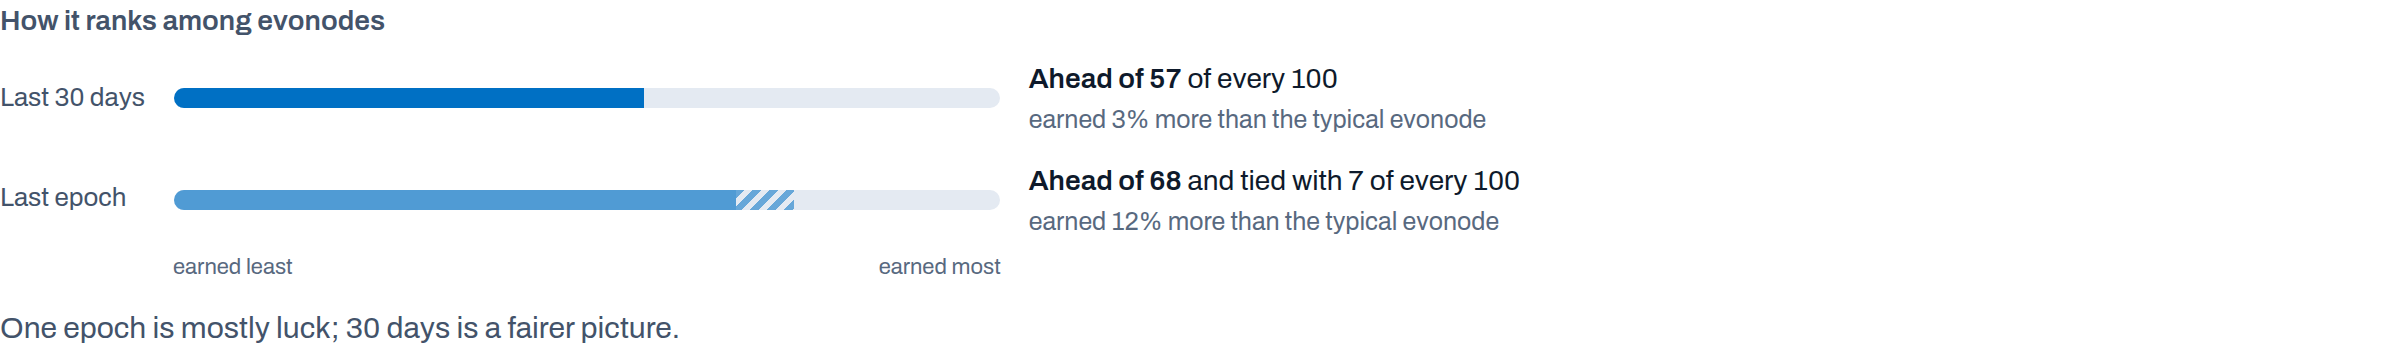 How it ranks among evonodes
Last 30 days
Ahead of 57 of every 100
earned 3% more than the typical evonode
Last epoch
Ahead of 68 and tied with 7 of every 100
earned 12% more than the typical evonode
earned least
earned most
One epoch is mostly luck; 30 days is a fairer picture.